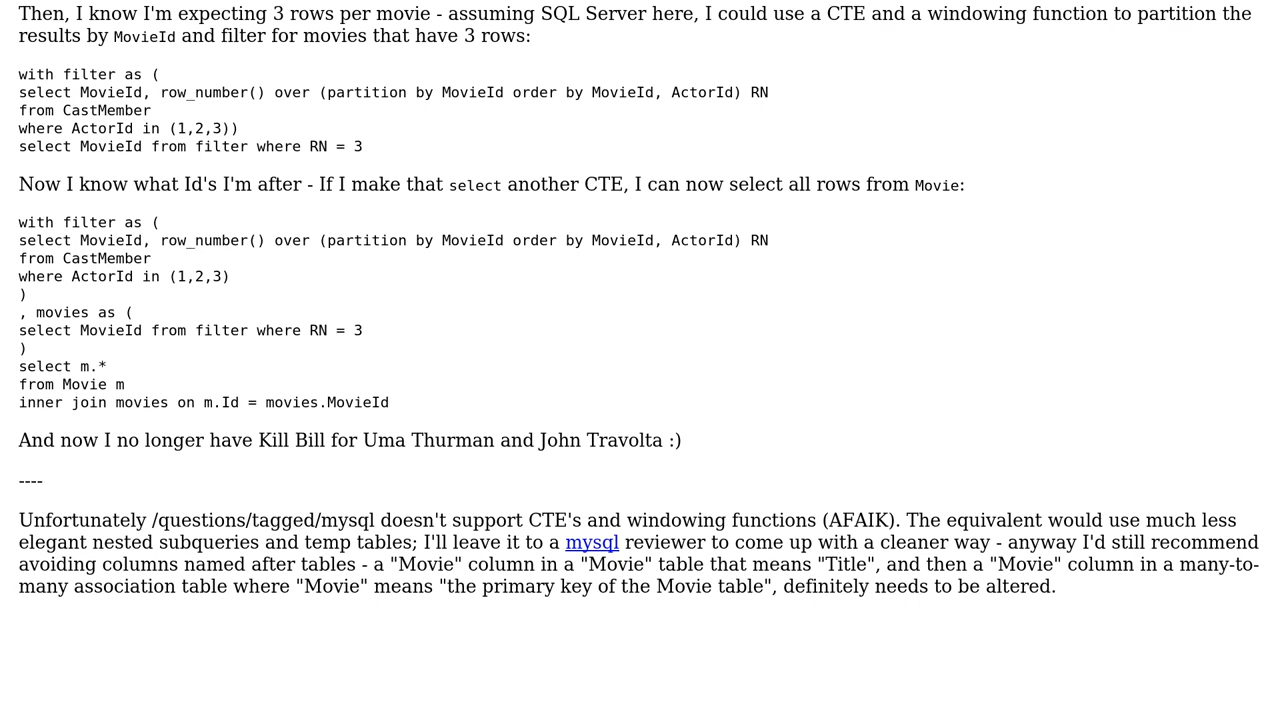 Then, I know I'm expecting 3 rows per movie - assuming SQL Server here, I could use a CTE and a windowing function to partition the
results by MovieId and filter for movies that have 3 rows:
with filter as (
select MovieId, row_number() over (partition by MovieId order by MovieId, ActorId) RN
from CastMember
where ActorId in (1,2,3))
select MovieId from filter where RN = 3
Now I know what Id's I'm after - If I make that select another CTE, I can now select all rows from Movie:
with filter as (
select MovieId, row_number() over (partition by MovieId order by MovieId, ActorId) RN
from CastMember
where ActorId in (1,2,3)
)
, movies as (
select MovieId from filter where RN = 3
)
select m.*
from Movie m
inner join movies on m.Id = movies.MovieId
And now I no longer have Kill Bill for Uma Thurman and John Travolta :)
----
Unfortunately /questions/tagged/mysql doesn't support CTE's and windowing functions (AFAIK). The equivalent would use much less
elegant nested subqueries and temp tables; I'll leave it to a mysql reviewer to come up with a cleaner way - anyway I'd still recommend
avoiding columns named after tables - a "Movie" column in a "Movie" table that means "Title", and then a "Movie" column in a many-to-
many association table where "Movie" means "the primary key of the Movie table", definitely needs to be altered.